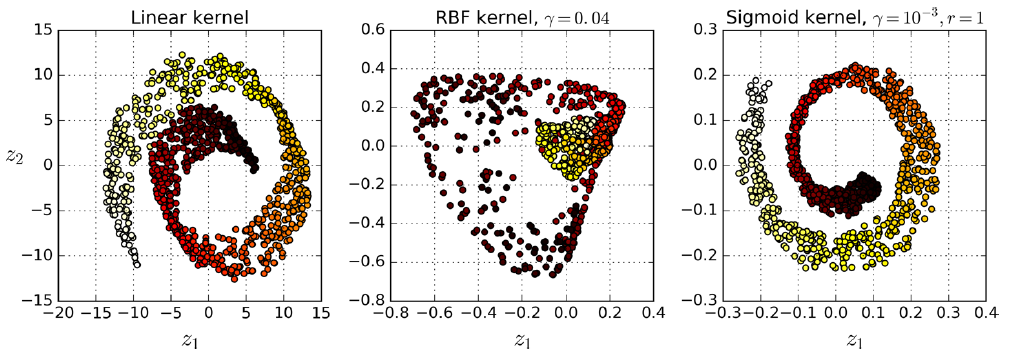 Linear kernel
15
10
5
0
−5
−10
−15
z₂
−20 −15 −10 −5 0 5 10 15
z₁
RBF kernel, γ = 0.04
0.6
0.4
0.2
0.0
−0.2
−0.4
−0.6
−0.8
−0.8 −0.6 −0.4 −0.2 0.0 0.2 0.4
z₁
Sigmoid kernel, γ = 10⁻³, r = 1
0.3
0.2
0.1
0.0
−0.1
−0.2
−0.3
−0.3 −0.2 −0.1 0.0 0.1 0.2 0.3 0.4
z₁